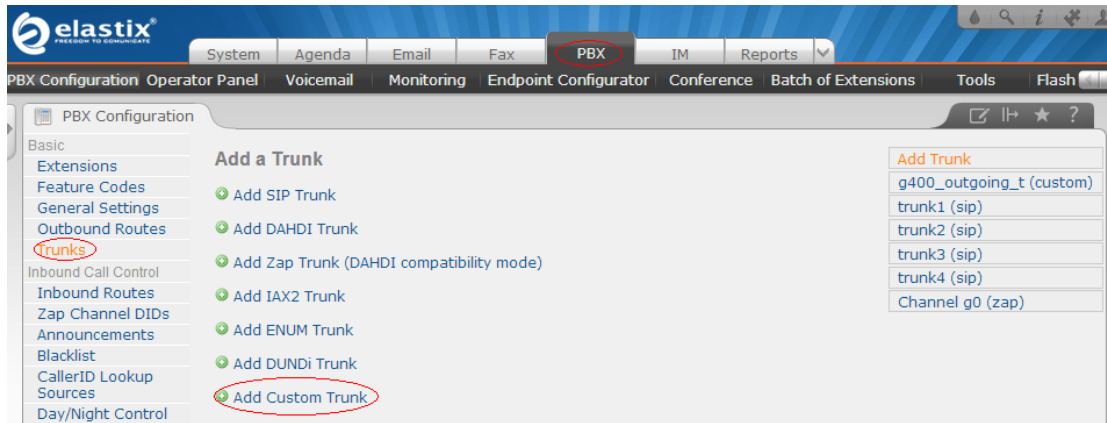 elastix®
FREEDOM TO COMUNICATE
System Agenda Email Fax PBX IM Reports
PBX Configuration Operator Panel Voicemail Monitoring Endpoint Configurator Conference Batch of Extensions Tools Flash
PBX Configuration
Basic
Extensions
Feature Codes
General Settings
Outbound Routes
Trunks
Inbound Call Control
Inbound Routes
Zap Channel DIDs
Announcements
Blacklist
CallerID Lookup
Sources
Day/Night Control
Add a Trunk
Add SIP Trunk
Add DAHDI Trunk
Add Zap Trunk (DAHDI compatibility mode)
Add IAX2 Trunk
Add ENUM Trunk
Add DUNDi Trunk
Add Custom Trunk
Add Trunk
g400_outgoing_t (custom)
trunk1 (sip)
trunk2 (sip)
trunk3 (sip)
trunk4 (sip)
Channel g0 (zap)